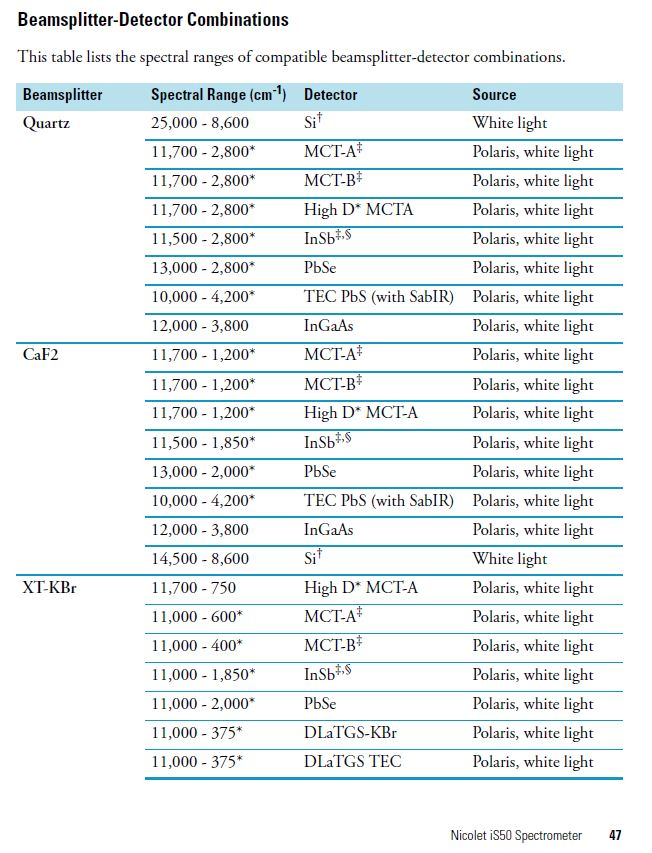 Beamsplitter-Detector Combinations
This table lists the spectral ranges of compatible beamsplitter-detector combinations.
Beamsplitter Spectral Range (cm-1) Detector Source
Quartz 25,000 - 8,600 Si† White light
11,700 - 2,800* MCT-A‡ Polaris, white light
11,700 - 2,800* MCT-B‡ Polaris, white light
11,700 - 2,800* High D* MCTA Polaris, white light
11,500 - 2,800* InSb‡,§ Polaris, white light
13,000 - 2,800* PbSe Polaris, white light
10,000 - 4,200* TEC PbS (with SabIR) Polaris, white light
12,000 - 3,800 InGaAs Polaris, white light
CaF2 11,700 - 1,200* MCT-A‡ Polaris, white light
11,700 - 1,200* MCT-B‡ Polaris, white light
11,700 - 1,200* High D* MCT-A Polaris, white light
11,500 - 1,850* InSb‡,§ Polaris, white light
13,000 - 2,000* PbSe Polaris, white light
10,000 - 4,200* TEC PbS (with SabIR) Polaris, white light
12,000 - 3,800 InGaAs Polaris, white light
14,500 - 8,600 Si† White light
XT-KBr 11,700 - 750 High D* MCT-A Polaris, white light
11,000 - 600* MCT-A‡ Polaris, white light
11,000 - 400* MCT-B‡ Polaris, white light
11,000 - 1,850* InSb‡,§ Polaris, white light
11,000 - 2,000* PbSe Polaris, white light
11,000 - 375* DLaTGS-KBr Polaris, white light
11,000 - 375* DLaTGS TEC Polaris, white light
Nicolet iS50 Spectrometer 47